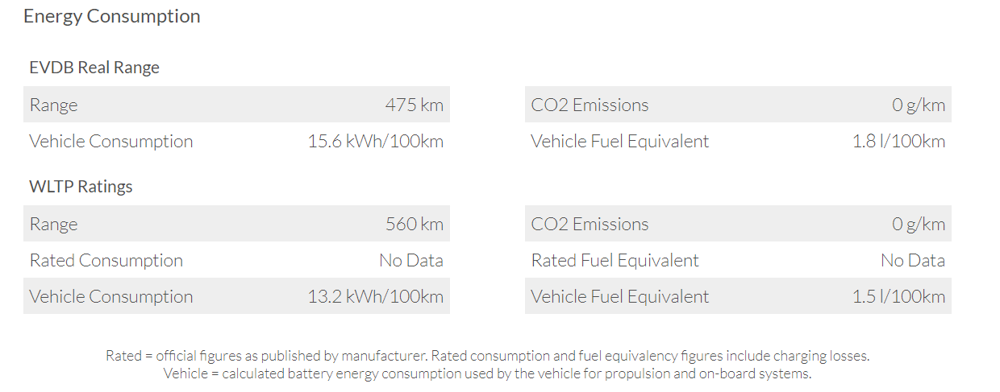 Energy Consumption
EVDB Real Range
Range 475 km CO2 Emissions 0 g/km
Vehicle Consumption 15.6 kWh/100km Vehicle Fuel Equivalent 1.8 l/100km
WLTP Ratings
Range 560 km CO2 Emissions 0 g/km
Rated Consumption No Data Rated Fuel Equivalent No Data
Vehicle Consumption 13.2 kWh/100km Vehicle Fuel Equivalent 1.5 l/100km
Rated = official figures as published by manufacturer. Rated consumption and fuel equivalency figures include charging losses.
Vehicle = calculated battery energy consumption used by the vehicle for propulsion and on-board systems.